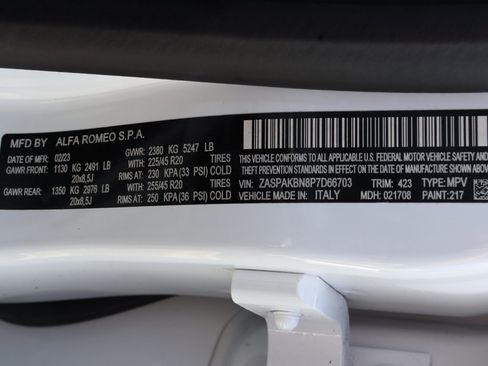 MFD BY ALFA ROMEO S.P.A.
DATE OF MFR: 02/23 GVWR: 2380 KG 5247 LB
GAWR FRONT: 1130 KG 2491 LB WITH: 225/45 R20 TIRES
20x8,5J RIMS AT: 230 KPA (33 PSI) COLD
GAWR REAR: 1350 KG 2976 LB WITH: 255/45 R20 TIRES
20x8,5J RIMS AT: 250 KPA (36 PSI) COLD
THIS VEHICLE CONFORMS TO ALL APPLICABLE U.S. FEDERAL MOTOR VEHICLE SAFETY AND
THEFT PREVENTION STANDARDS IN EFFECT ON THE DATE OF MANUFACTURE SHOWN ABOVE.
VIN: ZASPAKBN8P7D66703 TRIM: 423 TYPE: MPV
VEHICLE MADE IN: ITALY MDH: 021708 PAINT: 217